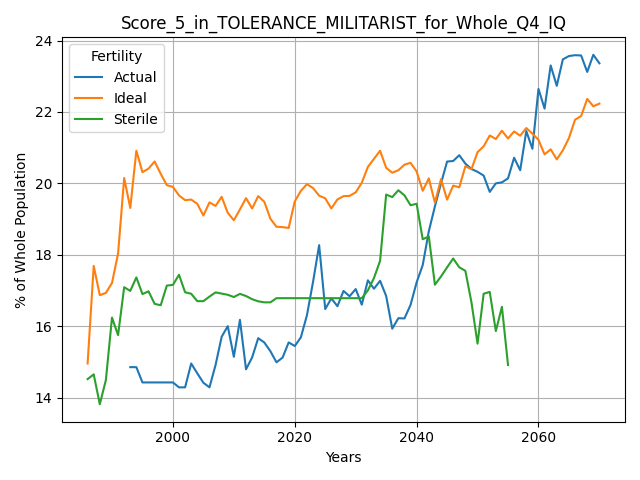 Score_5_in_TOLERANCE_MILITARIST_for_Whole_Q4_IQ
Fertility
Actual
Ideal
Sterile
% of Whole Population
24
22
20
18
16
14
2000
2020
2040
2060
Years